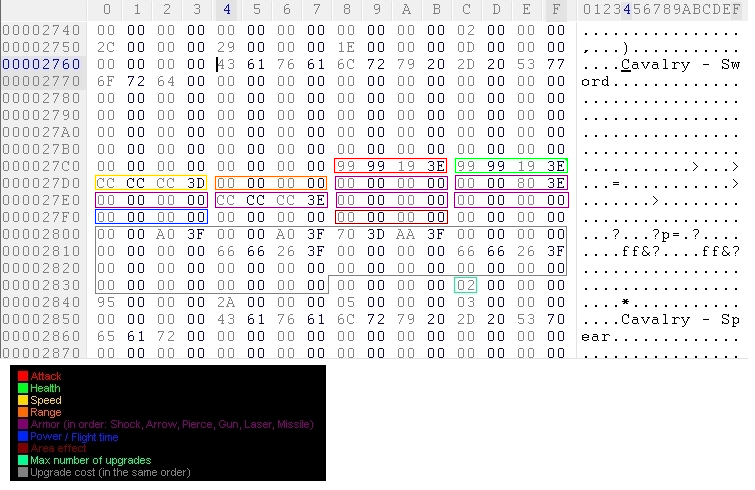 0 1 2 3 4 5 6 7 8 9 A B C D E F 0123456789ABCDEF
00002740 00 00 00 00 00 00 00 00 00 00 00 00 02 00 00 00 ................
00002750 2C 00 00 00 29 00 00 00 1E 00 00 00 0D 00 00 00 ,...)...........
00002760 00 00 00 00 43 61 76 61 6C 72 79 20 2D 20 53 77 ....Cavalry - Sw
00002770 6F 72 64 00 00 00 00 00 00 00 00 00 00 00 00 00 ord.............
00002780 00 00 00 00 00 00 00 00 00 00 00 00 00 00 00 00 ................
00002790 00 00 00 00 00 00 00 00 00 00 00 00 00 00 00 00 ................
000027A0 00 00 00 00 00 00 00 00 00 00 00 00 00 00 00 00 ................
000027B0 00 00 00 00 00 00 00 00 00 00 00 00 00 00 00 00 ................
000027C0 00 00 00 00 00 00 00 00 99 99 19 3E 99 99 19 3E ...........>...>
000027D0 CC CC CC 3D 00 00 00 00 00 00 00 00 00 00 80 3E ...=...........>
000027E0 00 00 00 00 CC CC CC 3E 00 00 00 00 00 00 00 00 .......>........
000027F0 00 00 00 00 00 00 00 00 00 00 00 00 00 00 00 00 ................
00002800 00 00 A0 3F 00 00 A0 3F 70 3D AA 3F 00 00 00 00 ...?...?p=.?....
00002810 00 00 00 00 66 66 26 3F 00 00 00 00 66 66 26 3F ....ff&?....ff&?
00002820 00 00 00 00 00 00 00 00 00 00 00 00 00 00 00 00 ................
00002830 00 00 00 00 00 00 00 00 00 00 00 00 02 00 00 00 ................
00002840 95 00 00 00 2A 00 00 00 05 00 00 00 03 00 00 00 ....*...........
00002850 00 00 00 00 43 61 76 61 6C 72 79 20 2D 20 53 70 ....Cavalry - Sp
00002860 65 61 72 00 00 00 00 00 00 00 00 00 00 00 00 00 ear.............
00002870 00 00 00 00 00 00 00 00 00 00 00 00 00 00 00 00 ................
Attack
Health
Speed
Range
Armor (in order: Shock, Arrow, Pierce, Gun, Laser, Missile)
Power / Flight time
Area effect
Max number of upgrades
Upgrade cost (in the same order)